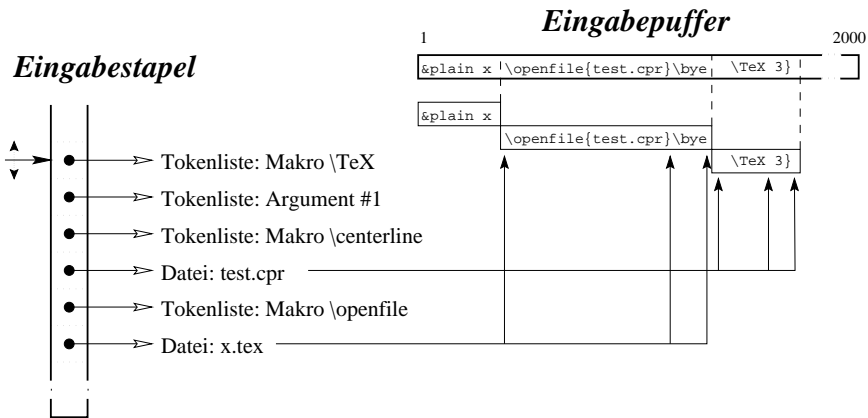 Eingabepuffer
1 2000
Eingabestapel
&plain x \openfile{test.cpr}\bye \TeX 3}
&plain x
\openfile{test.cpr}\bye
\TeX 3}
Tokenliste: Makro \TeX
Tokenliste: Argument #1
Tokenliste: Makro \centerline
Datei: test.cpr
Tokenliste: Makro \openfile
Datei: x.tex